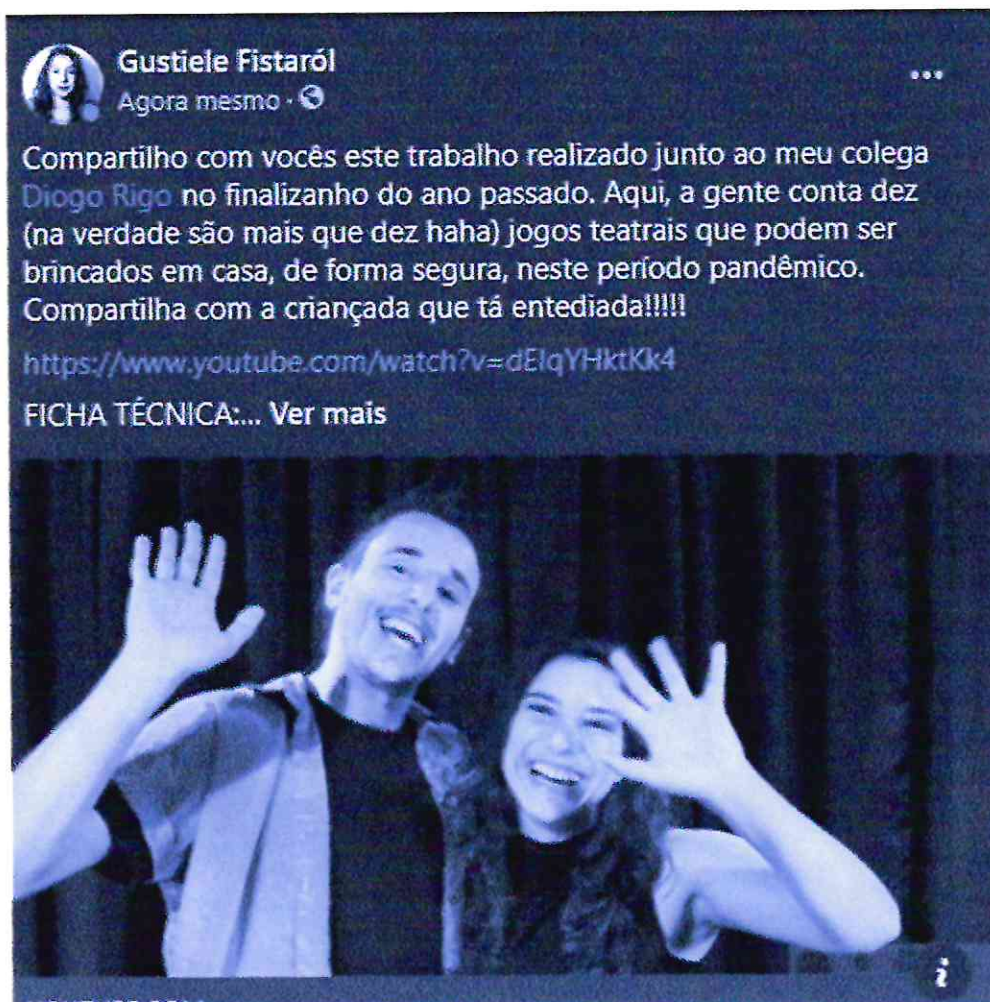 Gustiele Fistaról
Agora mesmo ·
...
Compartilho com vocês este trabalho realizado junto ao meu colega
Diogo Rigo no finalizanho do ano passado. Aqui, a gente conta dez
(na verdade são mais que dez haha) jogos teatrais que podem ser
brincados em casa, de forma segura, neste período pandêmico.
Compartilha com a criançada que tá entediada!!!!!
https://www.youtube.com/watch?v=dEIqYHktKk4
FICHA TÉCNICA:... Ver mais
i